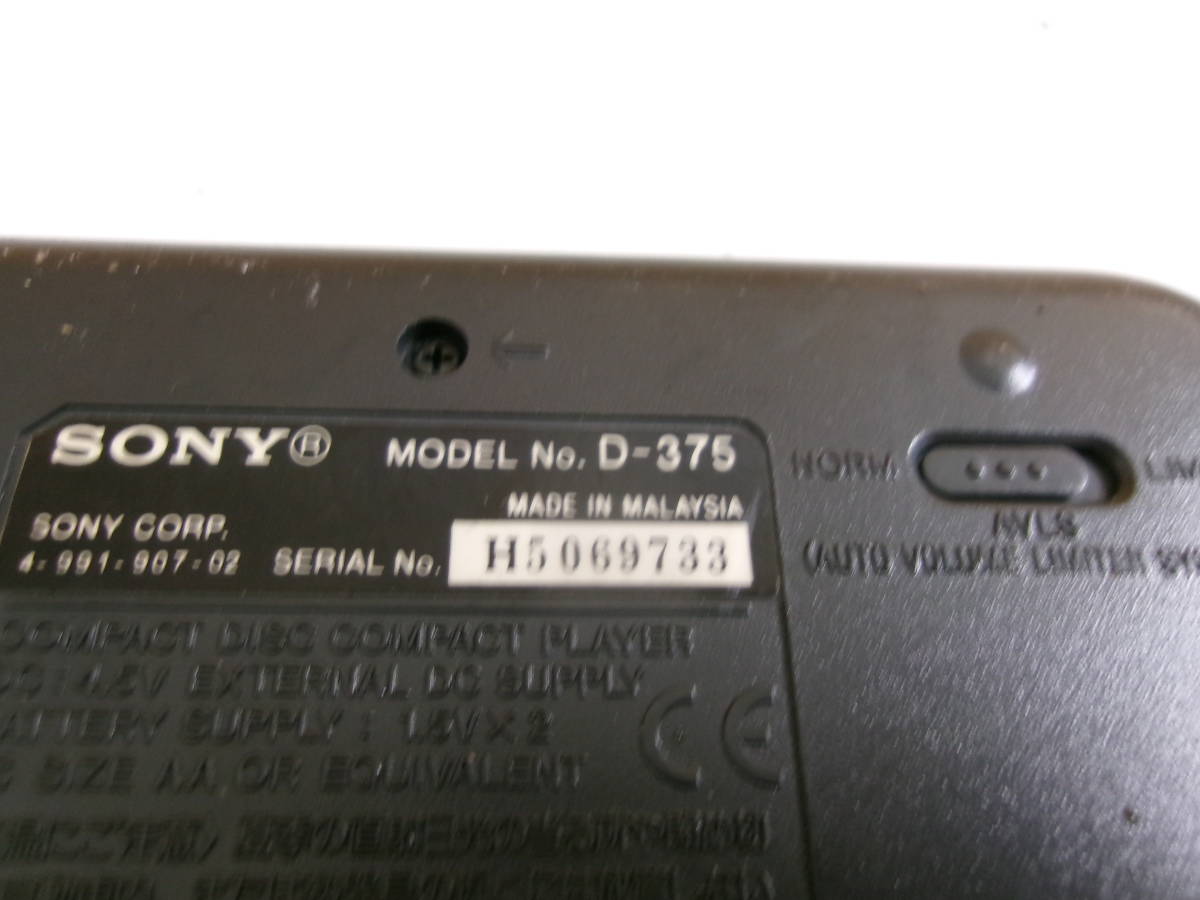 SONY® MODEL No. D-375
MADE IN MALAYSIA
SONY CORP.
4-991-907-02 SERIAL No. H5069733
NORM
AVLS
(AUTO VOLUME LIMITER
COMPACT DISC COMPACT PLAYER
DC : 4.5V EXTERNAL DC SUPPLY
BATTERY SUPPLY : 1.5V × 2
SIZE AA, OR EQUIVALENT
CE